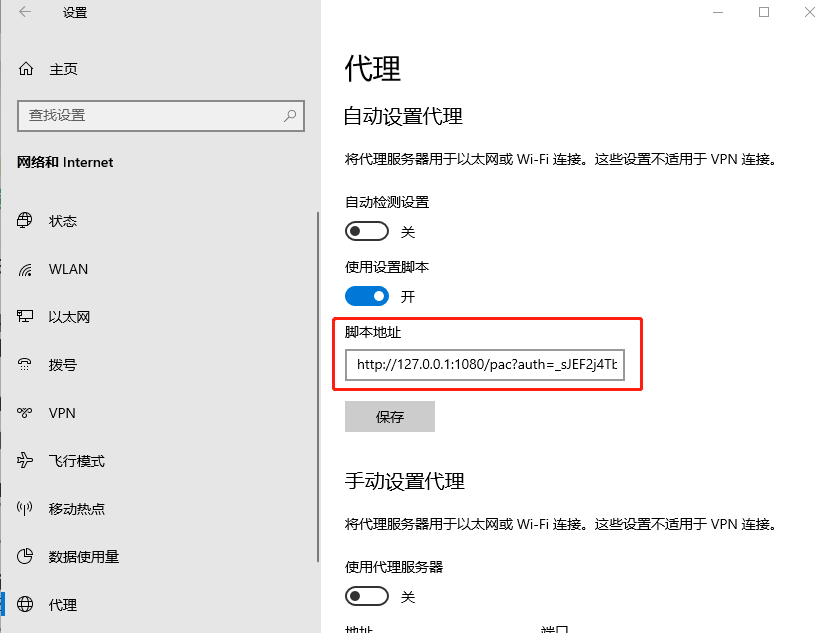 设置
主页
查找设置
网络和 Internet
状态
WLAN
以太网
拨号
VPN
飞行模式
移动热点
数据使用量
代理
代理
自动设置代理
将代理服务器用于以太网或 Wi-Fi 连接。这些设置不适用于 VPN 连接。
自动检测设置
关
使用设置脚本
开
脚本地址
http://127.0.0.1:1080/pac?auth=_sJEF2j4Tb
保存
手动设置代理
将代理服务器用于以太网或 Wi-Fi 连接。这些设置不适用于 VPN 连接。
使用代理服务器
关
地址 端口